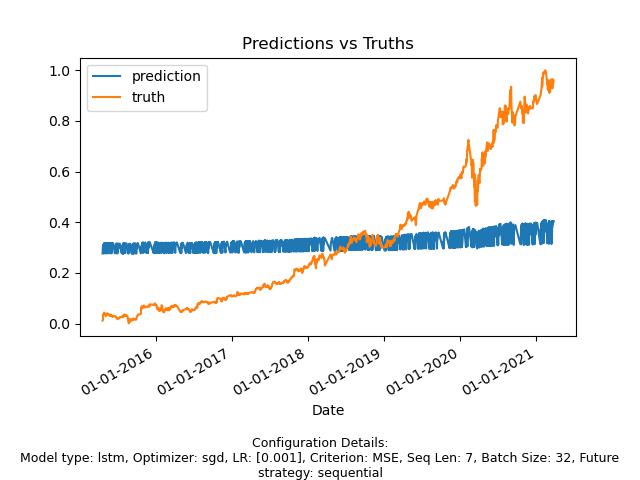 Predictions vs Truths
prediction
truth
1.0
0.8
0.6
0.4
0.2
0.0
01-01-2016
01-01-2017
01-01-2018
01-01-2019
01-01-2020
01-01-2021
Date
Configuration Details:
Model type: lstm, Optimizer: sgd, LR: [0.001], Criterion: MSE, Seq Len: 7, Batch Size: 32, Future
strategy: sequential